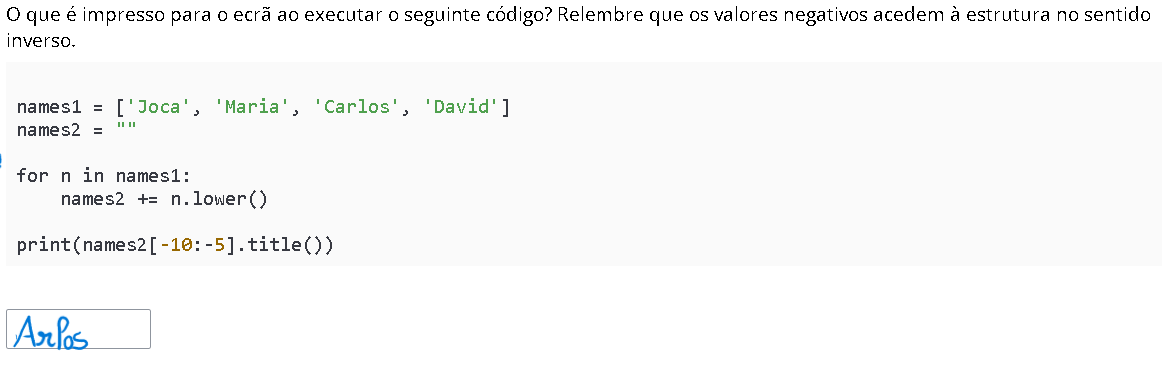 O que é impresso para o ecrã ao executar o seguinte código? Relembre que os valores negativos acedem à estrutura no sentido
inverso.
names1 = ['Joca', 'Maria', 'Carlos', 'David']
names2 = ""
for n in names1:
    names2 += n.lower()
print(names2[-10:-5].title())
Arlos